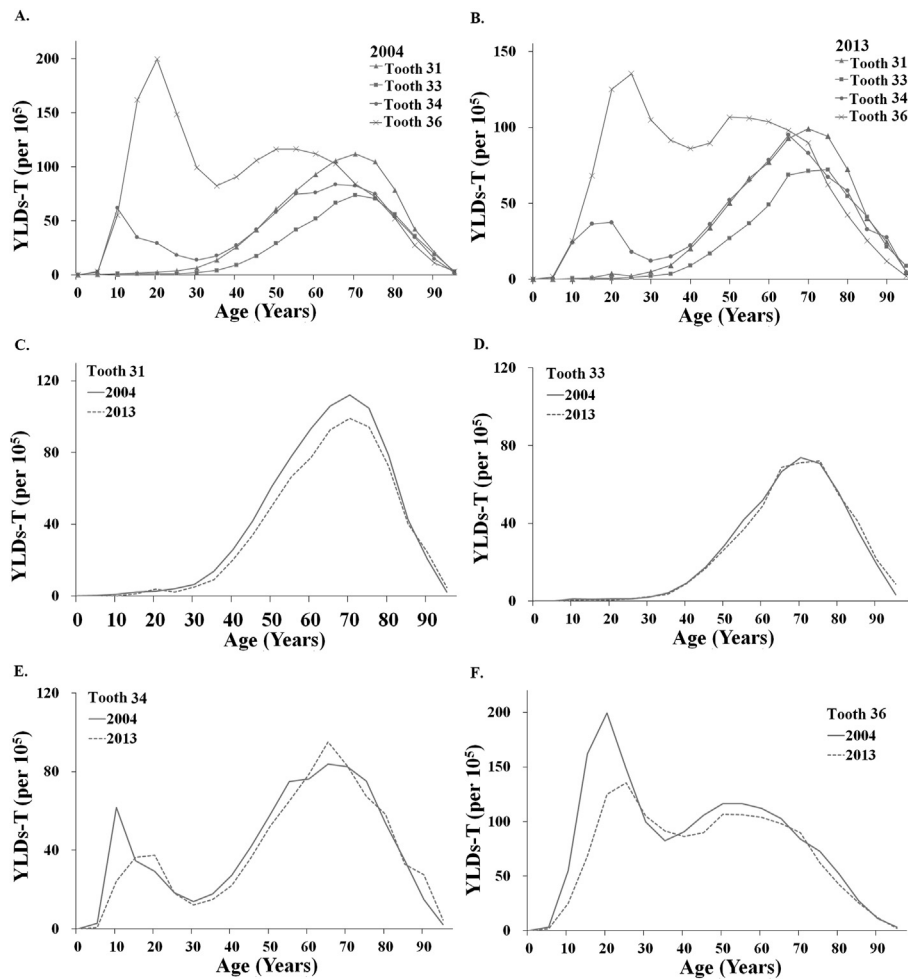 A.
2004
Tooth 31
Tooth 33
Tooth 34
Tooth 36
200
150
100
50
0
YLDs-T (per 10⁵)
0 10 20 30 40 50 60 70 80 90
Age (Years)
B.
2013
Tooth 31
Tooth 33
Tooth 34
Tooth 36
150
100
50
0
YLDs-T (per 10⁵)
0 10 20 30 40 50 60 70 80 90
Age (Years)
C.
Tooth 31
2004
2013
120
80
40
0
YLDs-T (per 10⁵)
0 10 20 30 40 50 60 70 80 90
Age (Years)
D.
Tooth 33
2004
2013
120
80
40
0
YLDs-T (per 10⁵)
0 10 20 30 40 50 60 70 80 90
Age (Years)
E.
Tooth 34
2004
2013
120
80
40
0
YLDs-T (per 10⁵)
0 10 20 30 40 50 60 70 80 90
Age (Years)
F.
Tooth 36
2004
2013
200
150
100
50
0
YLDs-T (per 10⁵)
0 10 20 30 40 50 60 70 80 90
Age (Years)